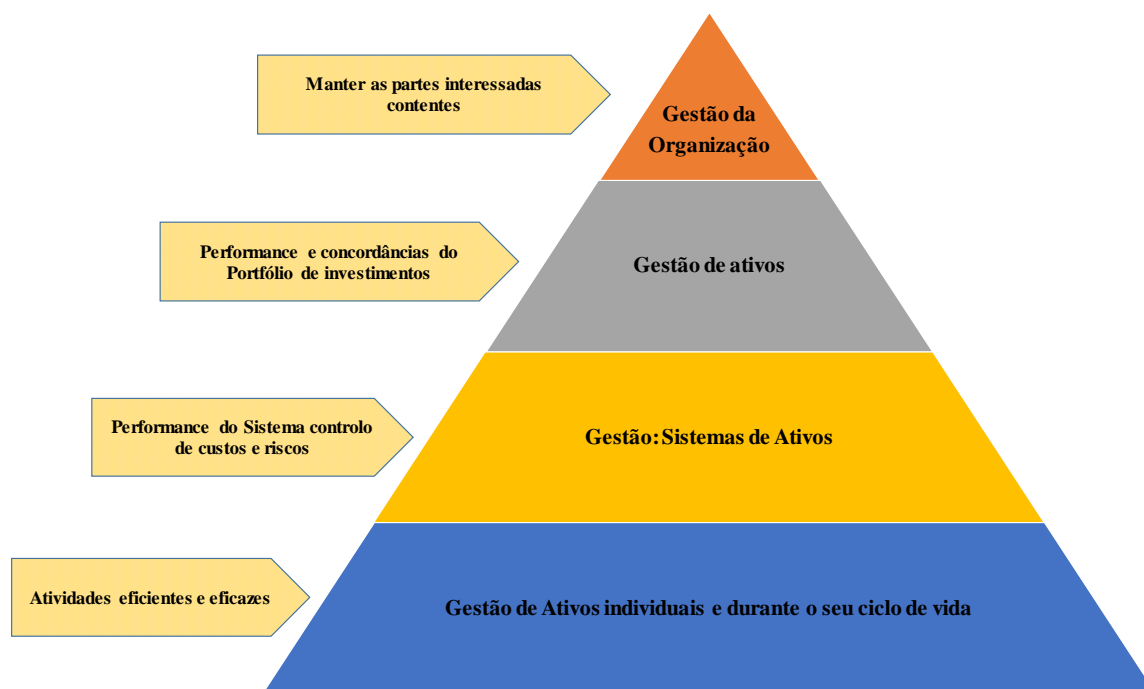 Manter as partes interessadas
contentes
Gestão da
Organização
Performance e concordâncias do
Portfólio de investimentos
Gestão de ativos
Performance do Sistema controlo
de custos e riscos
Gestão: Sistemas de Ativos
Atividades eficientes e eficazes
Gestão de Ativos individuais e durante o seu ciclo de vida